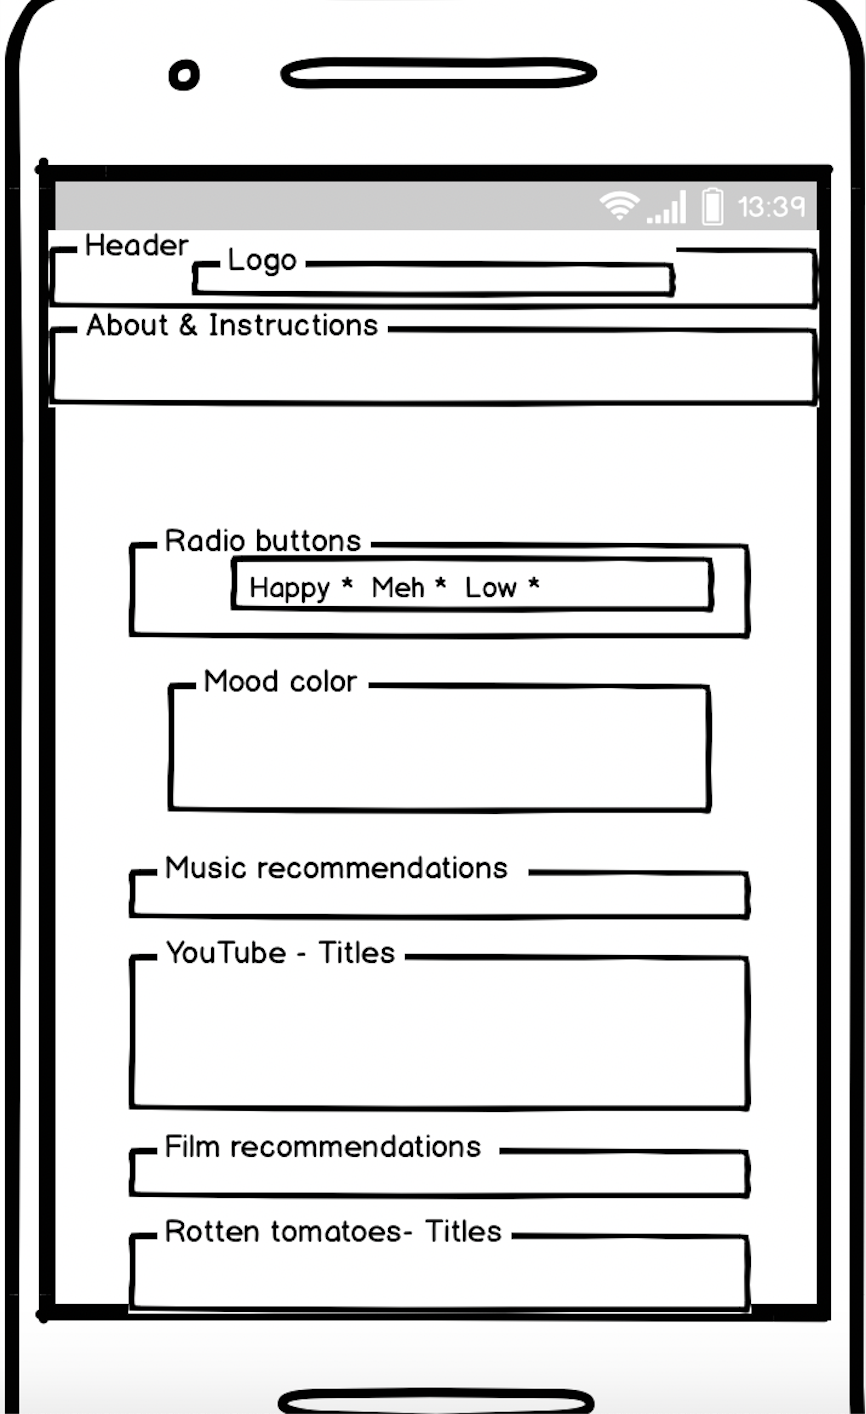 13:39
Header
Logo
About & Instructions
Radio buttons
Happy * Meh * Low *
Mood color
Music recommendations
YouTube - Titles
Film recommendations
Rotten tomatoes- Titles